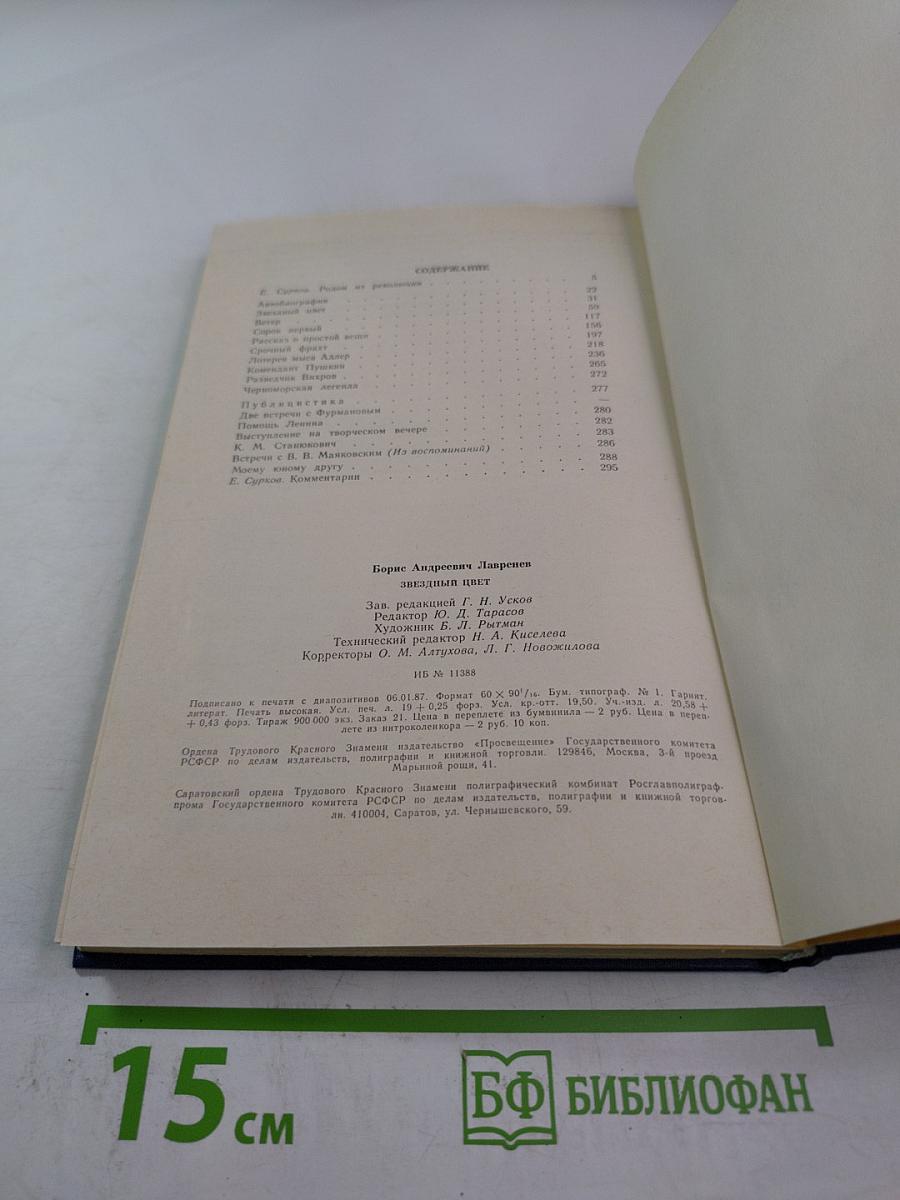 СОДЕРЖАНИЕ
Е. Сурков. Родом из революции . . . 5
Автобиография . . . 22
Звездный цвет . . . 31
Ветер . . . 59
Сорок первый . . . 117
Рассказ о простой вещи . . . 156
Срочный фрахт . . . 197
Лотерея мыса Адлер . . . 218
Комендант Пушкин . . . 236
Разведчик Вихров . . . 265
Черноморская легенда . . . 272
Публицистика . . . 277
Две встречи с Фурмановым . . . —
Помощь Ленина . . . 280
Выступление на творческом вечере . . . 282
К. М. Станюкович . . . 283
Встречи с В. В. Маяковским (Из воспоминаний) . . . 286
Моему юному другу . . . 288
Е. Сурков. Комментарии . . . 295
Борис Андреевич Лавренев
ЗВЕЗДНЫЙ ЦВЕТ
Зав. редакцией Г. Н. Усков
Редактор Ю. Д. Тарасов
Художник Б. Л. Рытман
Технический редактор Н. А. Киселева
Корректоры О. М. Алтухова, Л. Г. Новожилова
ИБ № 11388
Подписано к печати с диапозитивов 06.01.87. Формат 60 × 90 1/16. Бум. типограф. № 1. Гарнит.
литерат. Печать высокая. Усл. печ. л. 19 + 0,25 форз. Усл. кр.-отт. 19,50. Уч.-изд. л. 20,58 +
+ 0,43 форз. Тираж 900 000 экз. Заказ 21. Цена в переплете из бумвинила — 2 руб. Цена в переп-
лете из нитроколенкора — 2 руб. 10 коп.
Ордена Трудового Красного Знамени издательство «Просвещение» Государственного комитета
РСФСР по делам издательств, полиграфии и книжной торговли. 129846, Москва, 3-й проезд
Марьиной рощи, 41.
Саратовский ордена Трудового Красного Знамени полиграфический комбинат Росглавполиграф-
прома Государственного комитета РСФСР по делам издательств, полиграфии и книжной торгов-
ли. 410004, Саратов, ул. Чернышевского, 59.
15 см
БФ БИБЛИОФАН